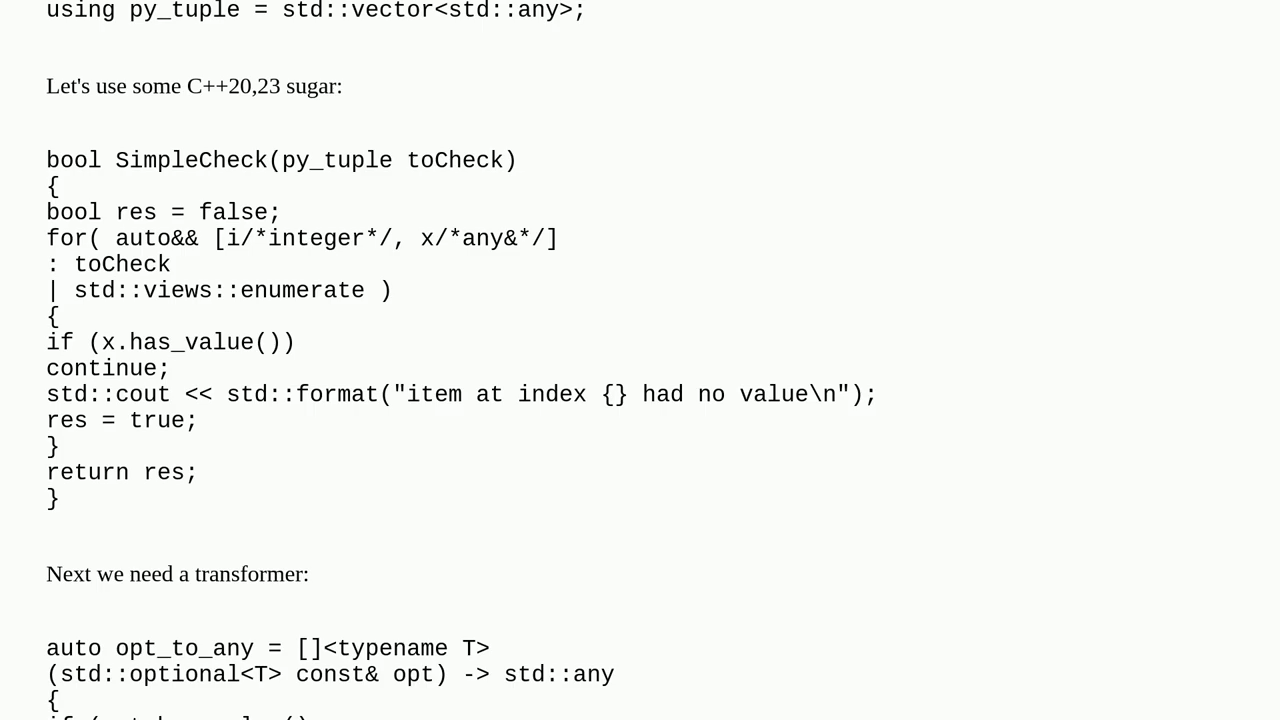 using py_tuple = std::vector<std::any>;
Let's use some C++20,23 sugar:
bool SimpleCheck(py_tuple toCheck)
{
bool res = false;
for( auto&& [i/*integer*/, x/*any&*/]
: toCheck
| std::views::enumerate )
{
if (x.has_value())
continue;
std::cout << std::format("item at index {} had no value\n");
res = true;
}
return res;
}
Next we need a transformer:
auto opt_to_any = []<typename T>
(std::optional<T> const& opt) -> std::any
{